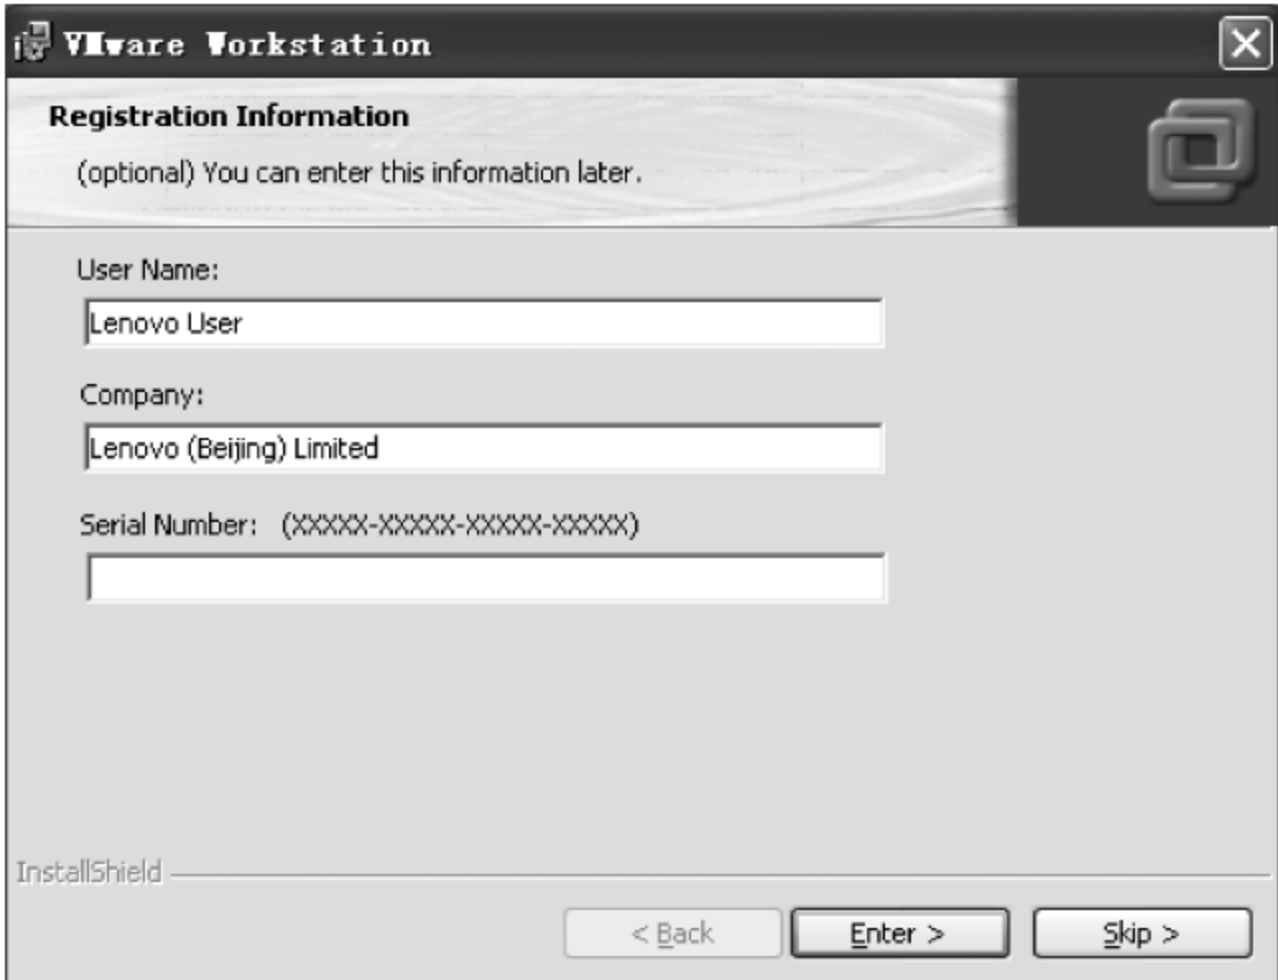 VMware Workstation
Registration Information
(optional) You can enter this information later.
User Name:
Lenovo User
Company:
Lenovo (Beijing) Limited
Serial Number: (XXXXX-XXXXX-XXXXX-XXXXX)
InstallShield
< Back
Enter >
Skip >